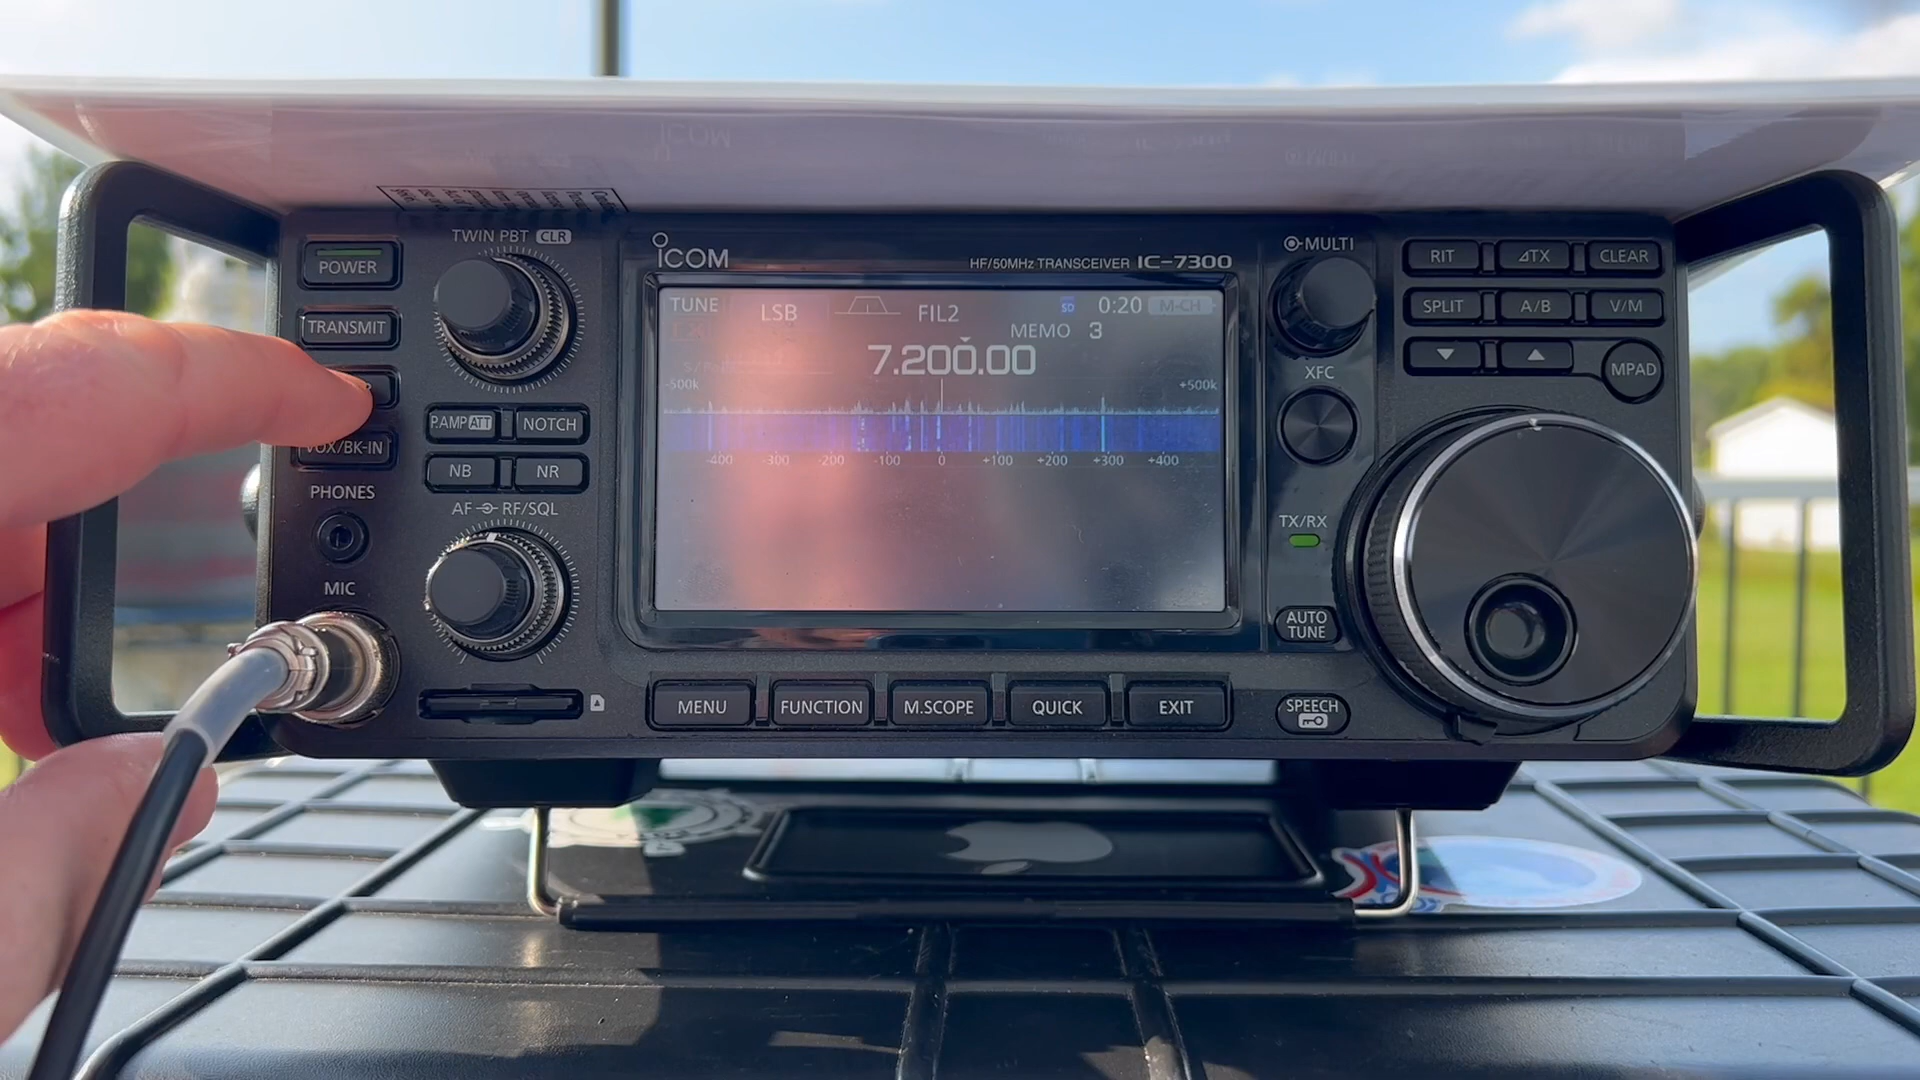 TWIN PBT CLR
POWER
TRANSMIT
VOX/BK-IN
PHONES
MIC
P.AMP ATT
NOTCH
NB
NR
AF RF/SQL
ICOM
HF/50MHz TRANSCEIVER IC-7300
TUNE LSB FIL2 SD 0:20 M-CH
MEMO 3
7.200.00
-500k +500k
-400 -300 -200 -100 0 +100 +200 +300 +400
MENU
FUNCTION
M.SCOPE
QUICK
EXIT
MULTI
XFC
TX/RX
AUTO
TUNE
SPEECH
RIT
ΔTX
CLEAR
SPLIT
A/B
V/M
MPAD